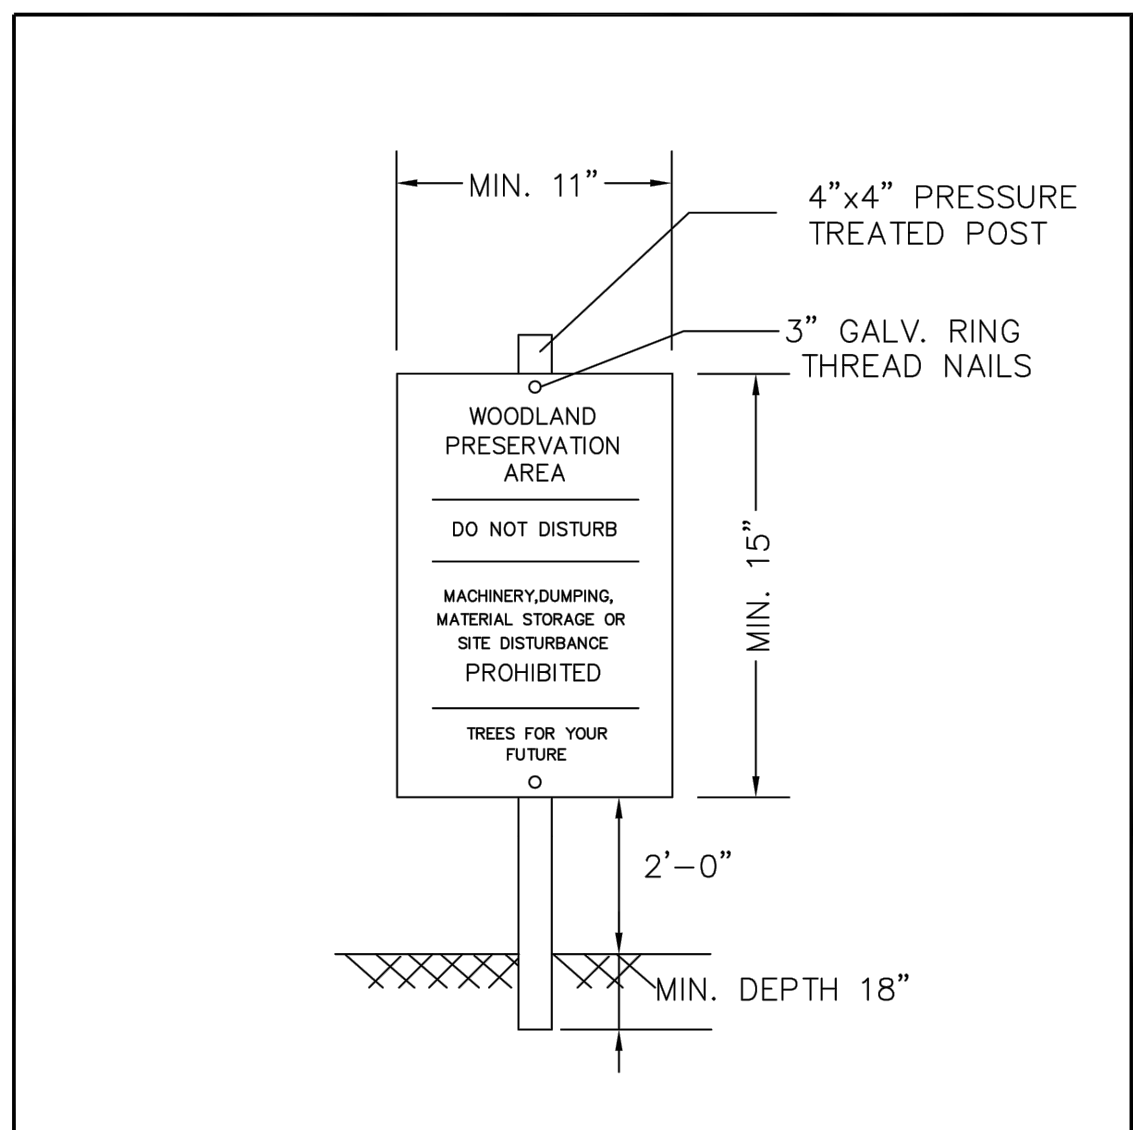 MIN. 11”
4”x4” PRESSURE
TREATED POST
3” GALV. RING
THREAD NAILS
WOODLAND
PRESERVATION
AREA
DO NOT DISTURB
MACHINERY,DUMPING,
MATERIAL STORAGE OR
SITE DISTURBANCE
PROHIBITED
TREES FOR YOUR
FUTURE
MIN. 15”
2’-0”
MIN. DEPTH 18”